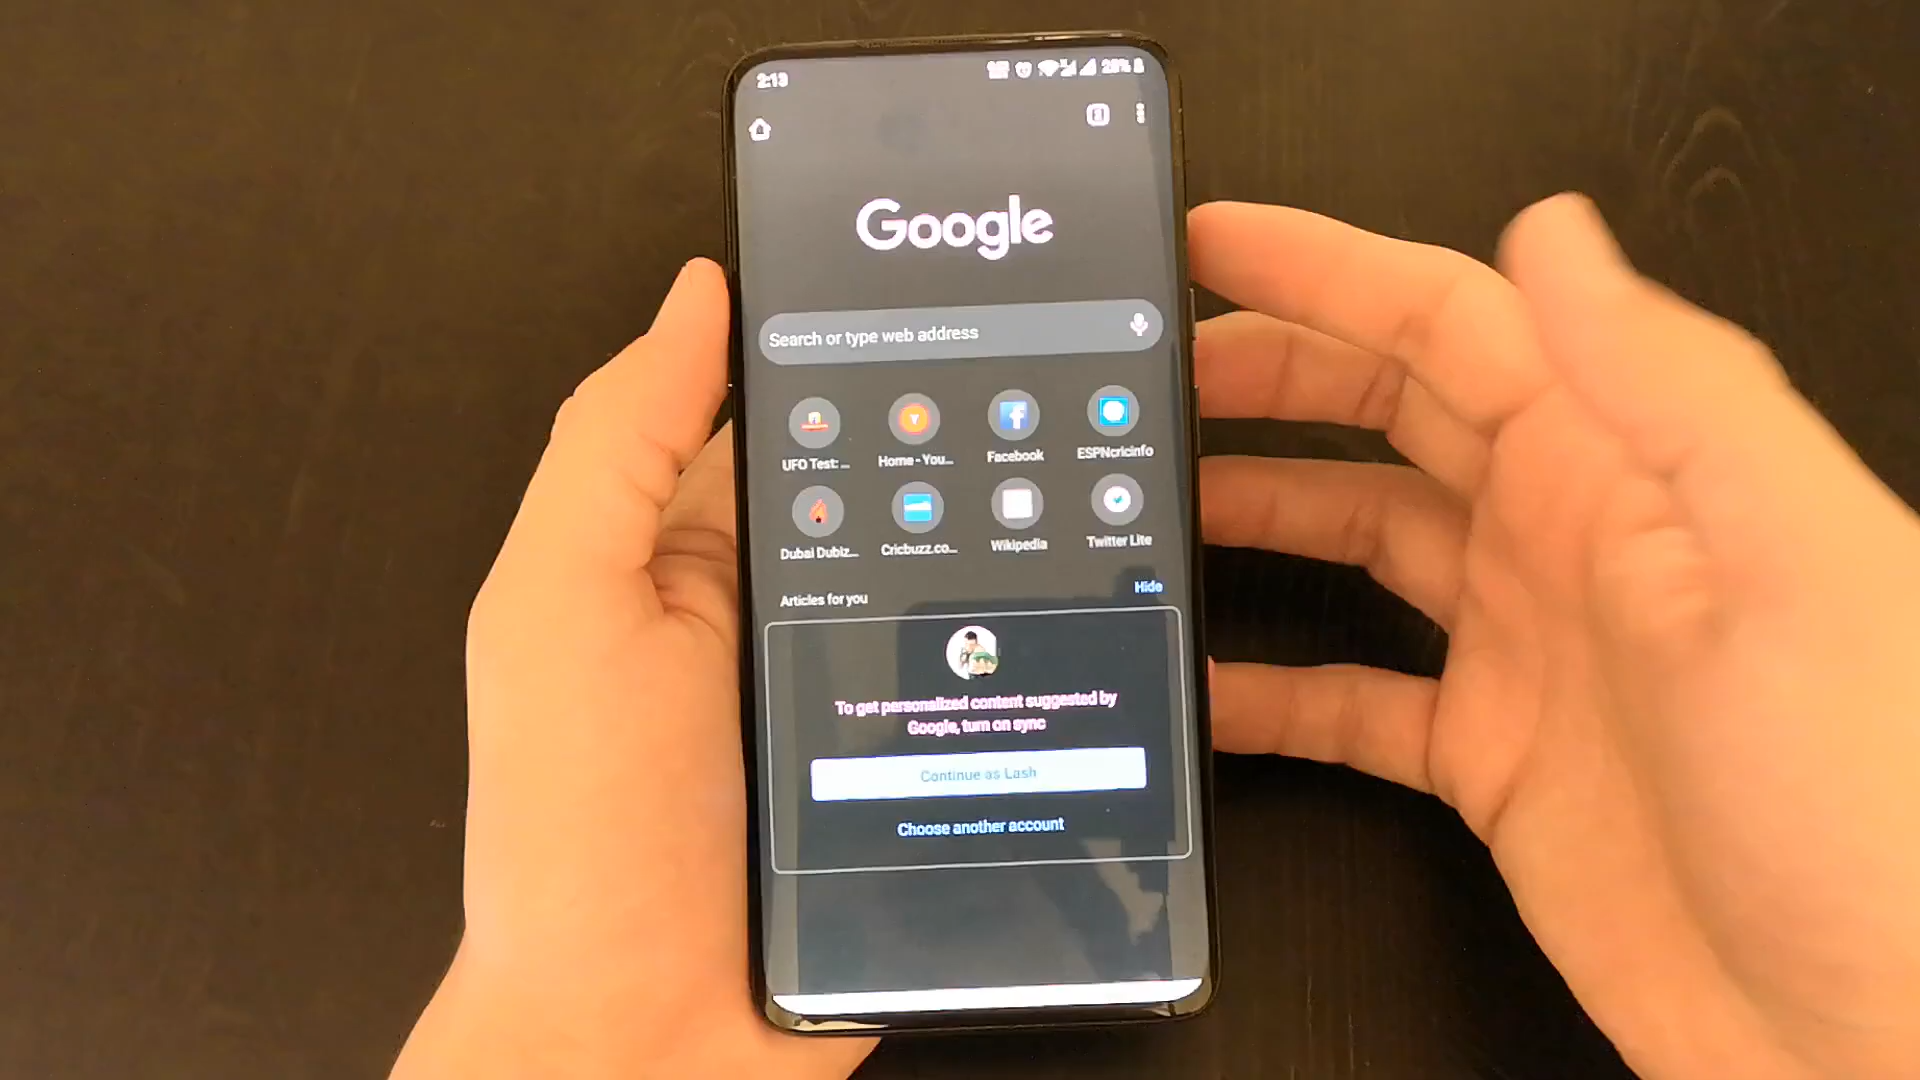 2:13
28%
Google
Search or type web address
UFO Test: ...
Home - You...
Facebook
ESPNcricinfo
Dubai Dubiz...
Cricbuzz.co...
Wikipedia
Twitter Lite
Articles for you
Hide
To get personalized content suggested by
Google, turn on sync
Continue as Lash
Choose another account